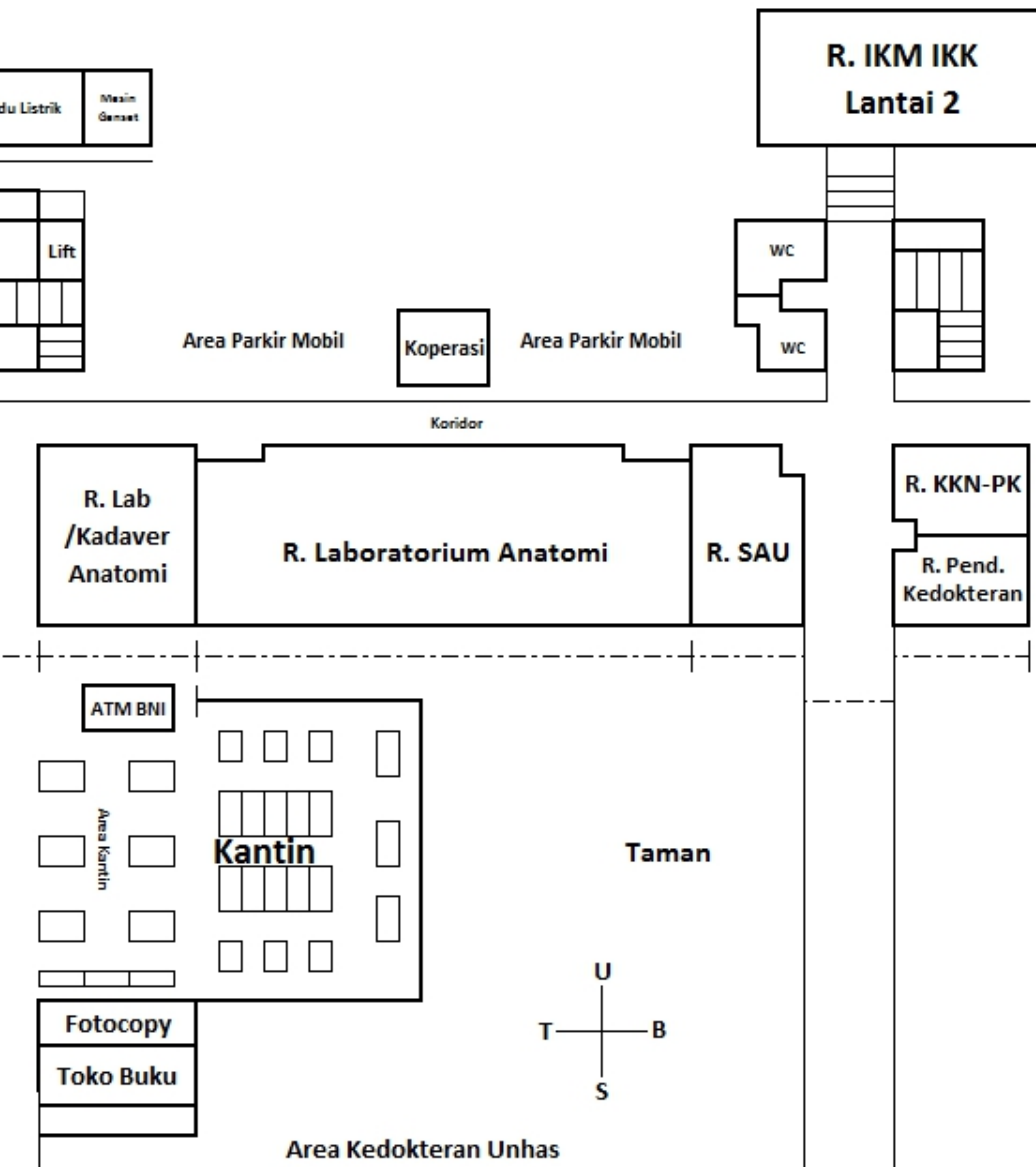 R. IKM IKK
Lantai 2
du Listrik
Mesin
Genset
Lift
WC
WC
Area Parkir Mobil
Koperasi
Area Parkir Mobil
Koridor
R. Lab
/Kadaver
Anatomi
R. Laboratorium Anatomi
R. SAU
R. KKN-PK
R. Pend.
Kedokteran
ATM BNI
Area Kantin
Kantin
Taman
U
T
B
S
Fotocopy
Toko Buku
Area Kedokteran Unhas